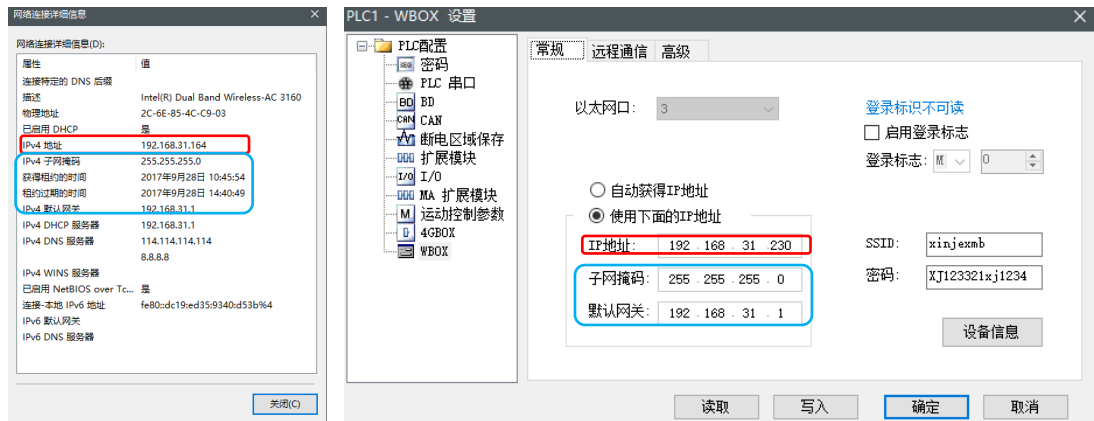 网络连接详细信息
网络连接详细信息(D):
属性 值
连接特定的 DNS 后缀
描述 Intel(R) Dual Band Wireless-AC 3160
物理地址 2C-6E-85-4C-C9-03
已启用 DHCP 是
IPv4 地址 192.168.31.164
IPv4 子网掩码 255.255.255.0
获得租约的时间 2017年9月28日 10:45:54
租约过期的时间 2017年9月28日 14:40:49
IPv4 默认网关 192.168.31.1
IPv4 DHCP 服务器 192.168.31.1
IPv4 DNS 服务器 114.114.114.114
8.8.8.8
IPv4 WINS 服务器
已启用 NetBIOS over Tc... 是
连接-本地 IPv6 地址 fe80::dc19:ed35:9340:d53b%4
IPv6 默认网关
IPv6 DNS 服务器
关闭(C)
PLC1 - WBOX 设置
PLC配置
密码
PLC 串口
BD BD
CAN CAN
断电区域保存
扩展模块
I/O I/O
MA 扩展模块
M 运动控制参数
4GBOX
WBOX
常规 远程通信 高级
以太网口: 3
登录标识不可读
启用登录标志
登录标志: 0
自动获得IP地址
使用下面的IP地址
IP地址: 192 . 168 . 31 .230
子网掩码: 255 . 255 . 255 . 0
默认网关: 192 . 168 . 31 . 1
SSID: xinjexmb
密码: XJ123321xj1234
设备信息
读取 写入 确定 取消